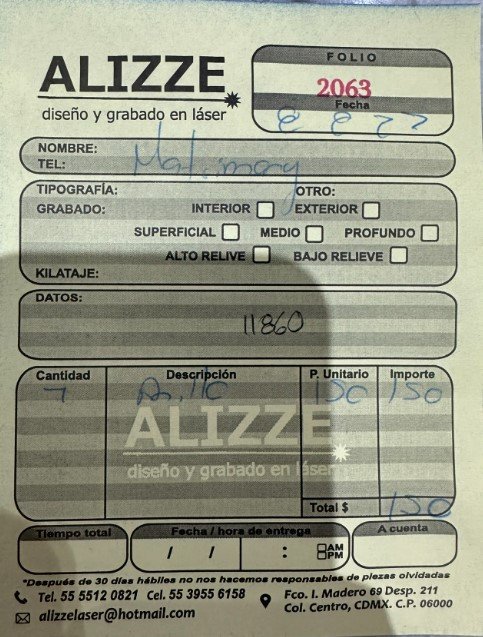 ALIZZE
diseño y grabado en láser
FOLIO
2063
Fecha
NOMBRE:
TEL:
TIPOGRAFÍA: OTRO:
GRABADO: INTERIOR EXTERIOR
SUPERFICIAL MEDIO PROFUNDO
ALTO RELIVE BAJO RELIEVE
KILATAJE:
DATOS:
11860
Cantidad Descripción P. Unitario Importe
Anillo 150 150
ALIZZE
diseño y grabado en láser
Total $ 150
Tiempo total Fecha / hora de entrega A cuenta
/ / : AM
PM
*Después de 30 días hábiles no nos hacemos responsables de piezas olvidadas
Tel. 55 5512 0821 Cel. 55 3955 6158
alizzelaser@hotmail.com
Fco. I. Madero 69 Desp. 211
Col. Centro, CDMX. C.P. 06000